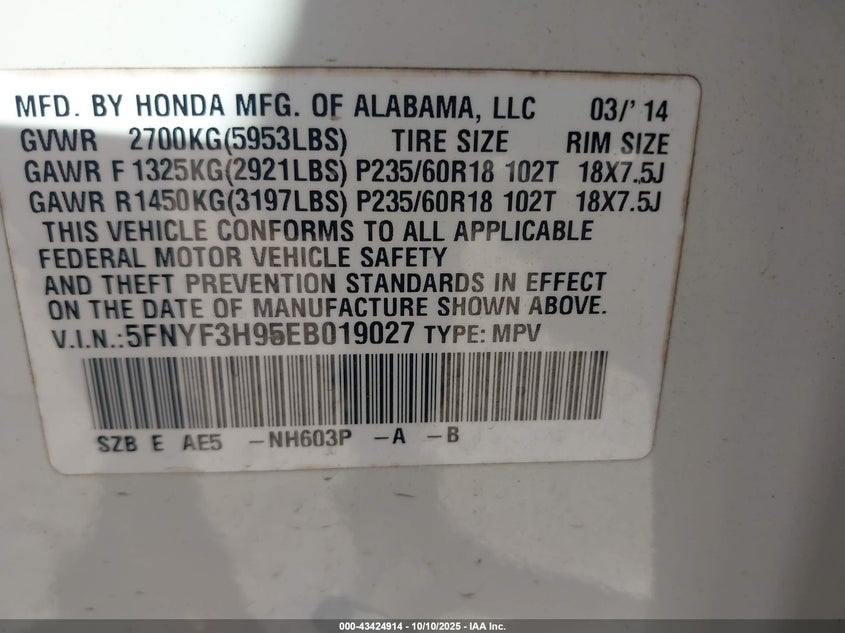 MFD. BY HONDA MFG. OF ALABAMA, LLC 03/' 14
GVWR 2700KG(5953LBS) TIRE SIZE RIM SIZE
GAWR F 1325KG(2921LBS) P235/60R18 102T 18X7.5J
GAWR R1450KG(3197LBS) P235/60R18 102T 18X7.5J
THIS VEHICLE CONFORMS TO ALL APPLICABLE
FEDERAL MOTOR VEHICLE SAFETY
AND THEFT PREVENTION STANDARDS IN EFFECT
ON THE DATE OF MANUFACTURE SHOWN ABOVE.
V.I.N.:5FNYF3H95EB019027 TYPE: MPV
SZB E AE5 -NH603P -A -B
000-43424914 - 10/10/2025 - IAA Inc.